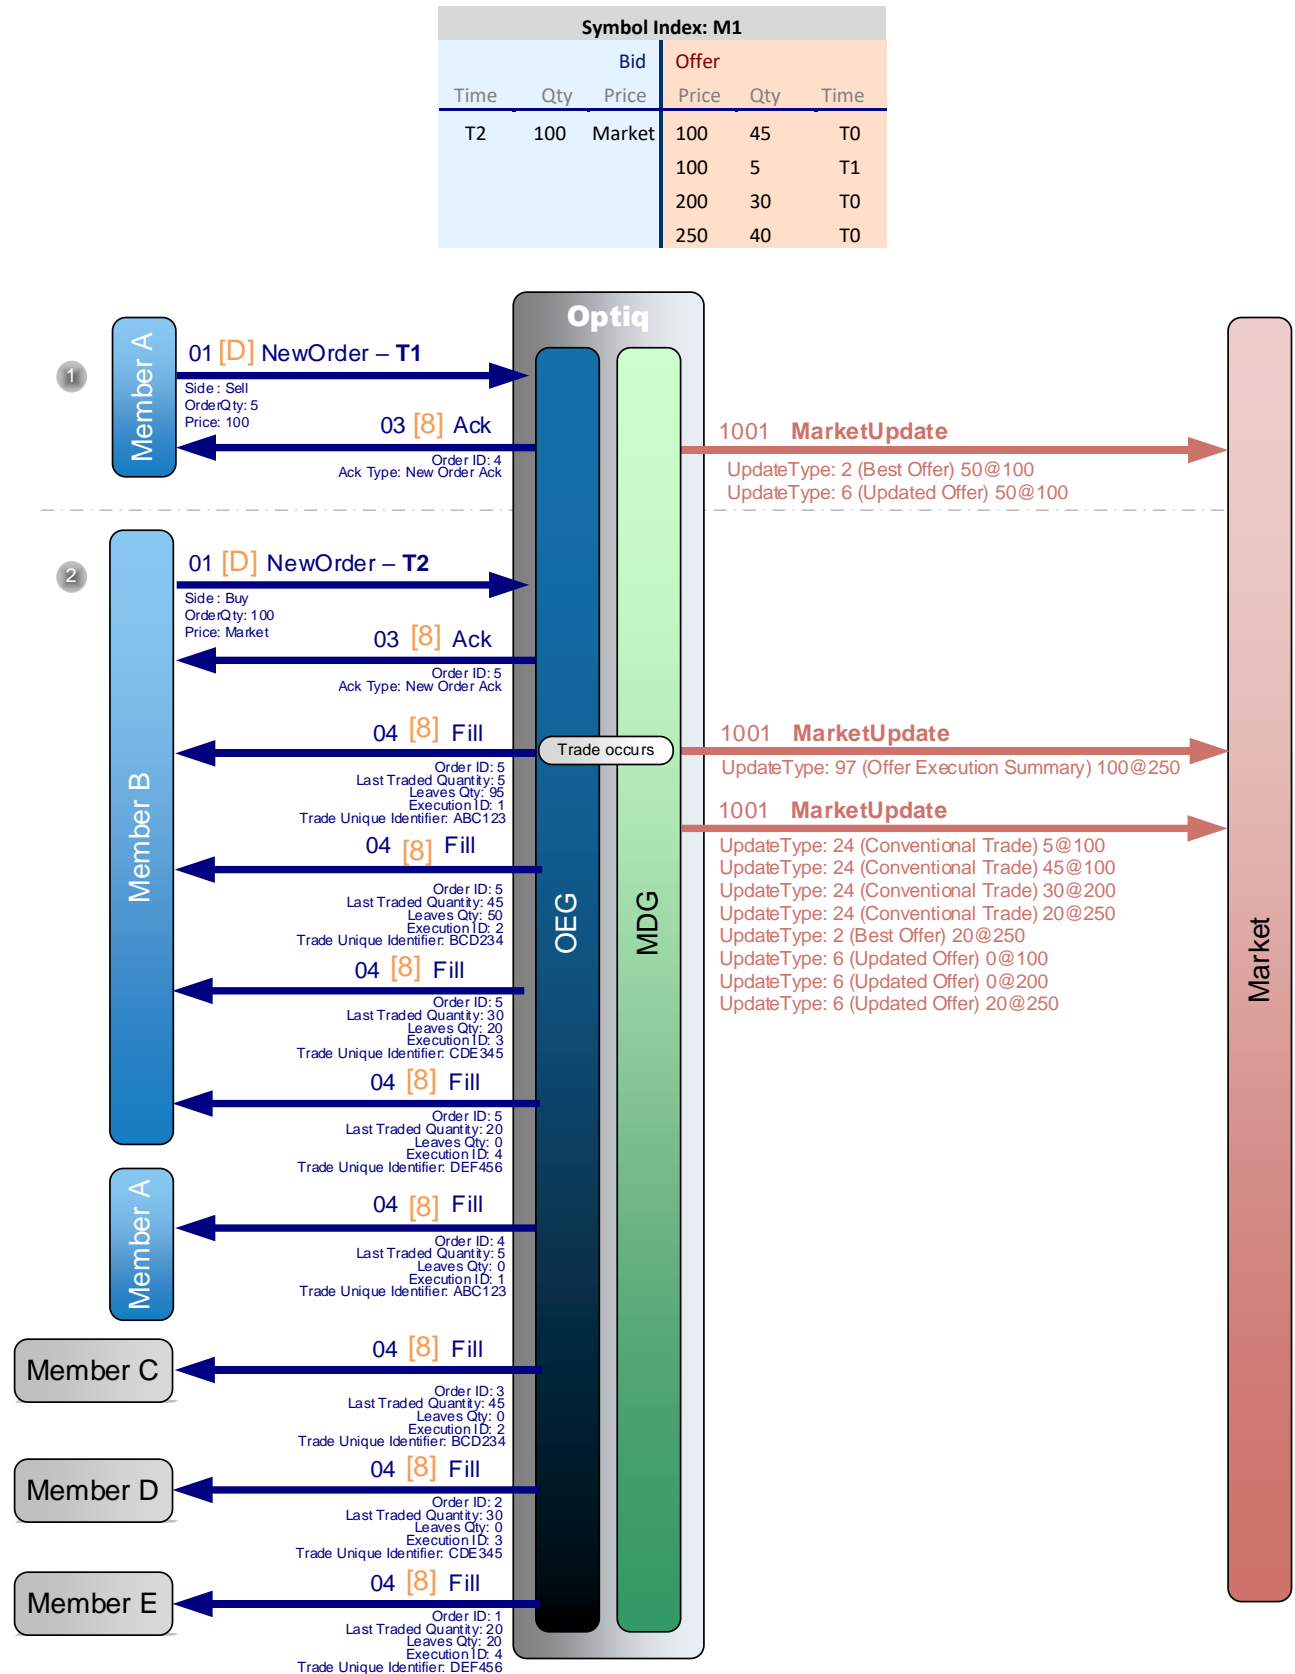 Symbol Index: M1
Bid Offer
Time Qty Price Price Qty Time
T2 100 Market 100 45 T0
100 5 T1
200 30 T0
250 40 T0
Optiq
OEG
MDG
Market
1
Member A
01 [D] NewOrder – T1
Side : Sell
OrderQty: 5
Price: 100
03 [8] Ack
Order ID: 4
Ack Type: New Order Ack
1001 MarketUpdate
UpdateType: 2 (Best Offer) 50@100
UpdateType: 6 (Updated Offer) 50@100
2
Member B
01 [D] NewOrder – T2
Side : Buy
OrderQty: 100
Price: Market
03 [8] Ack
Order ID: 5
Ack Type: New Order Ack
04 [8] Fill
Order ID: 5
Last Traded Quantity: 5
Leaves Qty: 95
Execution ID: 1
Trade Unique Identifier: ABC123
Trade occurs
1001 MarketUpdate
UpdateType: 97 (Offer Execution Summary) 100@250
1001 MarketUpdate
UpdateType: 24 (Conventional Trade) 5@100
UpdateType: 24 (Conventional Trade) 45@100
UpdateType: 24 (Conventional Trade) 30@200
UpdateType: 24 (Conventional Trade) 20@250
UpdateType: 2 (Best Offer) 20@250
UpdateType: 6 (Updated Offer) 0@100
UpdateType: 6 (Updated Offer) 0@200
UpdateType: 6 (Updated Offer) 20@250
04 [8] Fill
Order ID: 5
Last Traded Quantity: 45
Leaves Qty: 50
Execution ID: 2
Trade Unique Identifier: BCD234
04 [8] Fill
Order ID: 5
Last Traded Quantity: 30
Leaves Qty: 20
Execution ID: 3
Trade Unique Identifier: CDE345
04 [8] Fill
Order ID: 5
Last Traded Quantity: 20
Leaves Qty: 0
Execution ID: 4
Trade Unique Identifier: DEF456
Member A
04 [8] Fill
Order ID: 4
Last Traded Quantity: 5
Leaves Qty: 0
Execution ID: 1
Trade Unique Identifier: ABC123
Member C
04 [8] Fill
Order ID: 3
Last Traded Quantity: 45
Leaves Qty: 0
Execution ID: 2
Trade Unique Identifier: BCD234
Member D
04 [8] Fill
Order ID: 2
Last Traded Quantity: 30
Leaves Qty: 0
Execution ID: 3
Trade Unique Identifier: CDE345
Member E
04 [8] Fill
Order ID: 1
Last Traded Quantity: 20
Leaves Qty: 20
Execution ID: 4
Trade Unique Identifier: DEF456